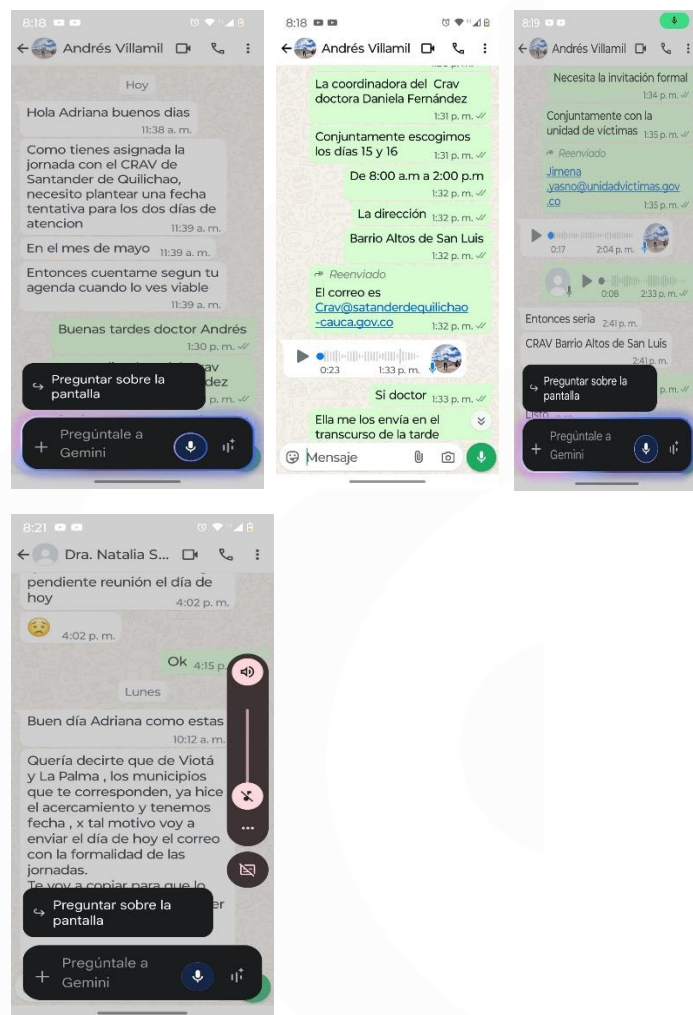 8:18
Andrés Villamil
Hoy
Hola Adriana buenos dias
11:38 a. m.
Como tienes asignada la
jornada con el CRAV de
Santander de Quilichao,
necesito plantear una fecha
tentativa para los dos días de
atencion 11:39 a. m.
En el mes de mayo 11:39 a. m.
Entonces cuentame segun tu
agenda cuando lo ves viable
11:39 a. m.
Buenas tardes doctor Andrés
1:30 p. m.
av
dez
p. m.
Preguntar sobre la
pantalla
Pregúntale a
Gemini
8:18
Andrés Villamil
La coordinadora del Crav
doctora Daniela Fernández
1:31 p. m.
Conjuntamente escogimos
los días 15 y 16 1:31 p. m.
De 8:00 a.m a 2:00 p.m
1:32 p. m.
La dirección 1:32 p. m.
Barrio Altos de San Luis
1:32 p. m.
Reenviado
El correo es
Crav@satanderdequilichao
-cauca.gov.co 1:32 p. m.
0:23 1:33 p. m.
Si doctor 1:33 p. m.
Ella me los envía en el
transcurso de la tarde
Mensaje
8:19
Andrés Villamil
Necesita la invitación formal
1:34 p. m.
Conjuntamente con la
unidad de víctimas 1:35 p. m.
Reenviado
Jimena
.yasno@unidadvictimas.gov
.co 1:35 p. m.
0:17 2:04 p. m.
0:08 2:33 p. m.
Entonces seria 2:41 p. m.
CRAV Barrio Altos de San Luis
2:41 p. m.
p. m.
Preguntar sobre la
pantalla
Pregúntale a
Gemini
8:21
Dra. Natalia S...
pendiente reunión el día de
hoy 4:02 p. m.
4:02 p. m.
Ok 4:15 p.
Lunes
Buen día Adriana como estas
10:12 a. m.
Quería decirte que de Viotá
y La Palma , los municipios
que te corresponden, ya hice
el acercamiento y tenemos
fecha , x tal motivo voy a
enviar el día de hoy el correo
con la formalidad de las
jornadas.
Te voy a copiar para que lo
er
Preguntar sobre la
pantalla
Pregúntale a
Gemini